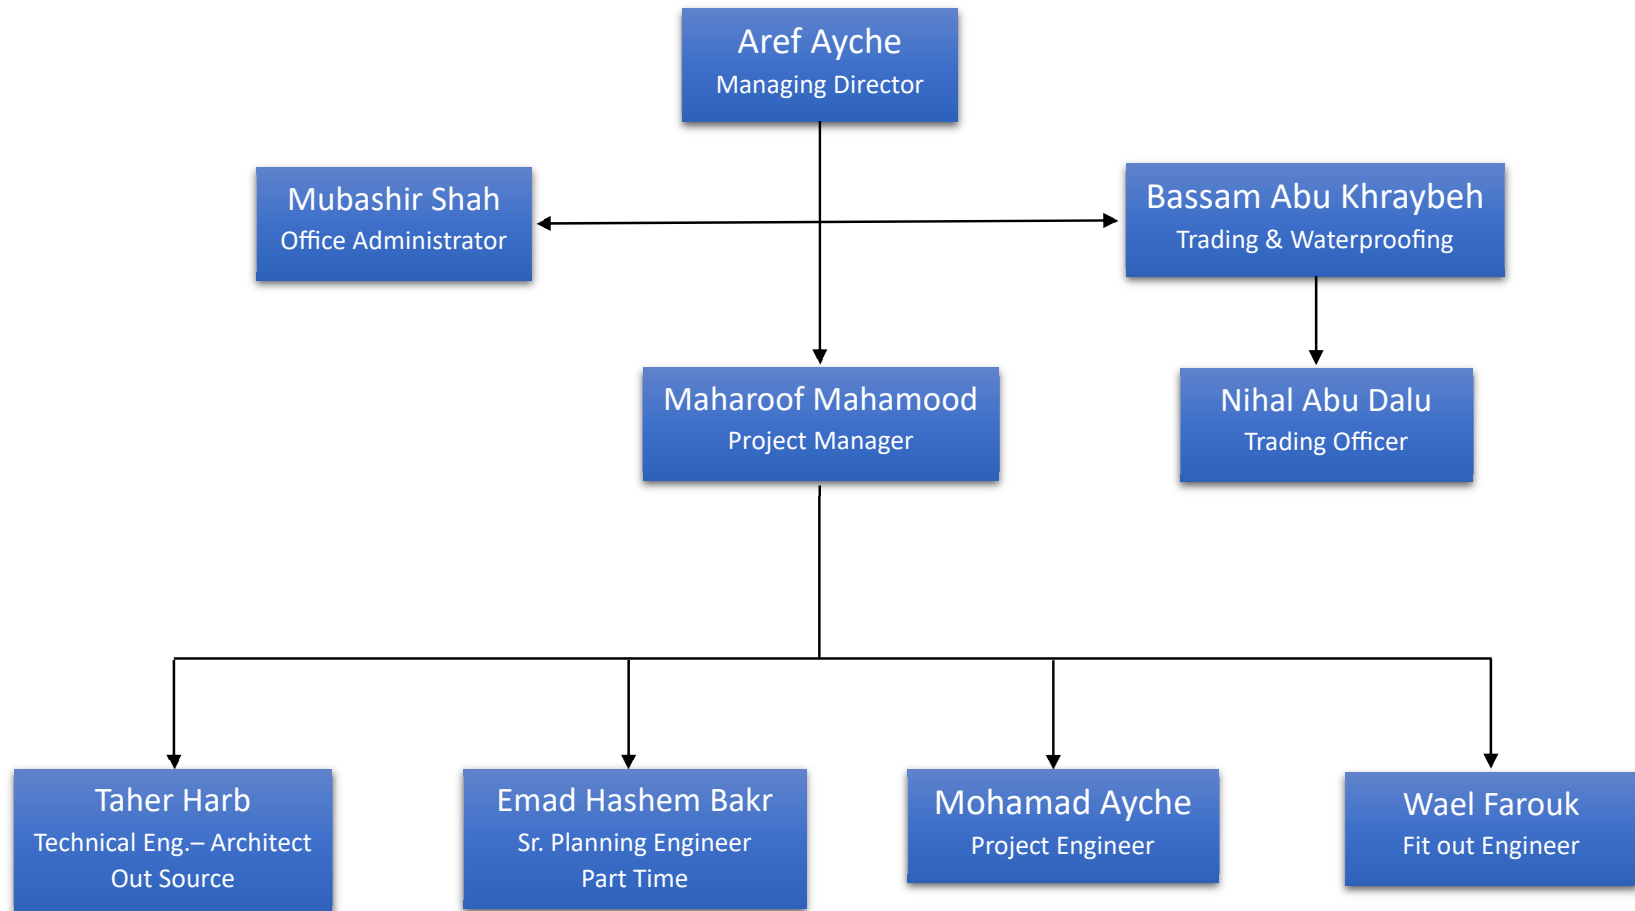 Aref Ayche
Managing Director
Mubashir Shah
Office Administrator
Bassam Abu Khraybeh
Trading & Waterproofing
Maharoof Mahamood
Project Manager
Nihal Abu Dalu
Trading Officer
Taher Harb
Technical Eng.– Architect
Out Source
Emad Hashem Bakr
Sr. Planning Engineer
Part Time
Mohamad Ayche
Project Engineer
Wael Farouk
Fit out Engineer